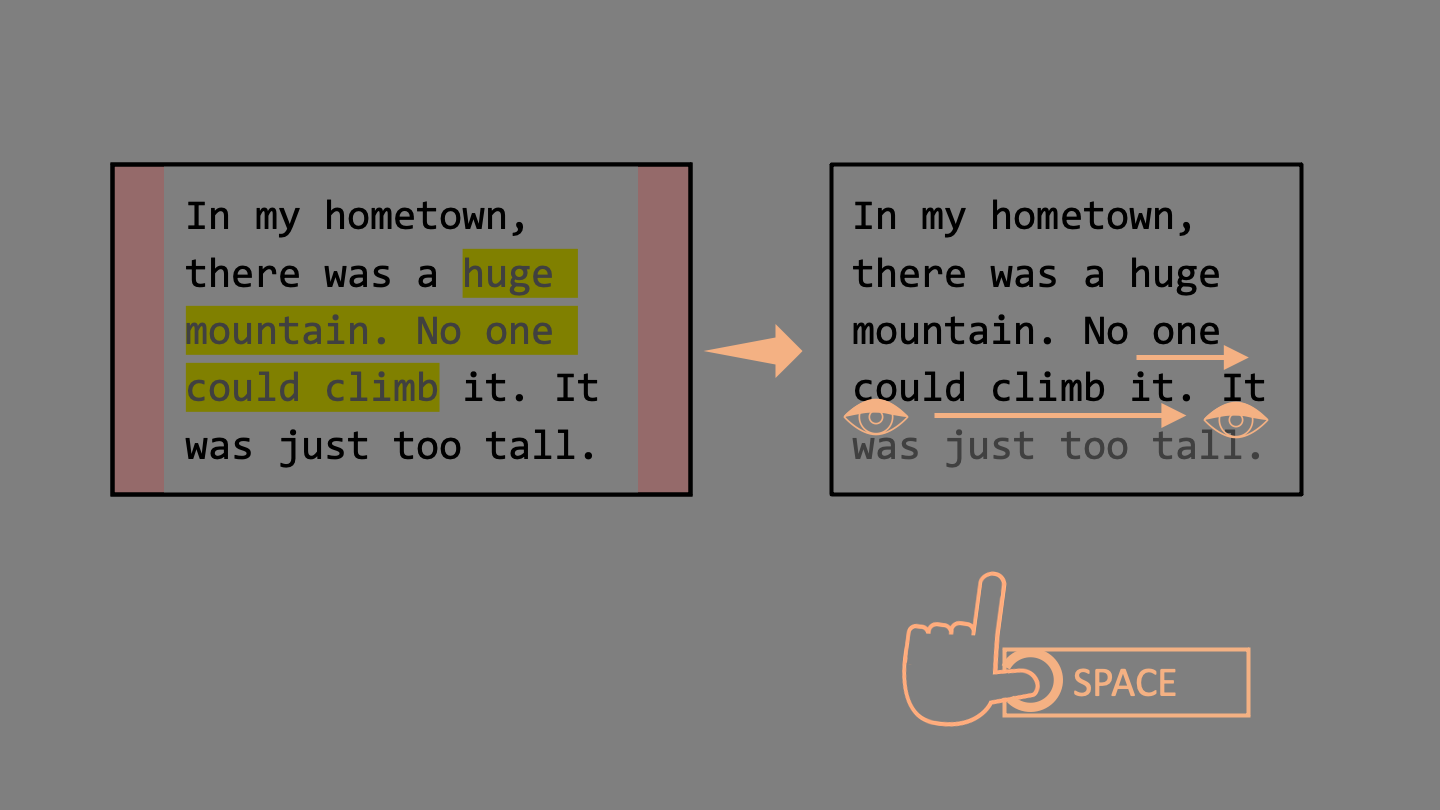 In my hometown,
there was a huge
mountain. No one
could climb it. It
was just too tall.
In my hometown,
there was a huge
mountain. No one
could climb it. It
was just too tall.
SPACE